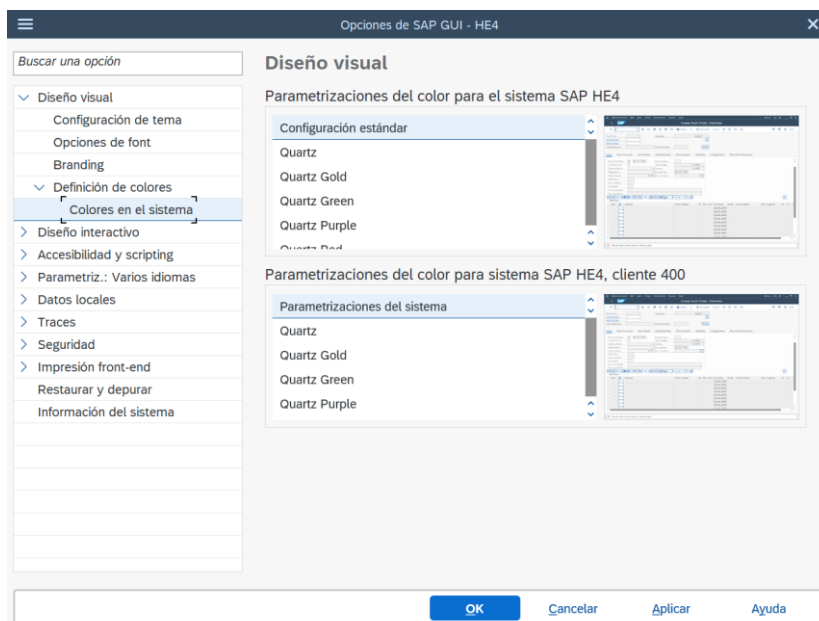 Opciones de SAP GUI - HE4
Buscar una opción
Diseño visual
Configuración de tema
Opciones de font
Branding
Definición de colores
Colores en el sistema
Diseño interactivo
Accesibilidad y scripting
Parametriz.: Varios idiomas
Datos locales
Traces
Seguridad
Impresión front-end
Restaurar y depurar
Información del sistema
Diseño visual
Parametrizaciones del color para el sistema SAP HE4
Configuración estándar
Quartz
Quartz Gold
Quartz Green
Quartz Purple
Quartz Red
Parametrizaciones del color para sistema SAP HE4, cliente 400
Parametrizaciones del sistema
Quartz
Quartz Gold
Quartz Green
Quartz Purple
OK
Cancelar
Aplicar
Ayuda